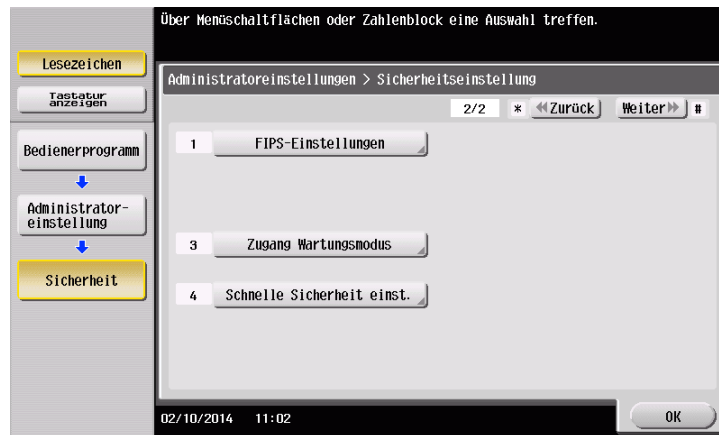 Über Menüschaltflächen oder Zahlenblock eine Auswahl treffen.
Lesezeichen
Tastatur
anzeigen
Bedienerprogramm
Administrator-
einstellung
Sicherheit
Administratoreinstellungen > Sicherheitseinstellung
2/2 * Zurück Weiter #
1 FIPS-Einstellungen
3 Zugang Wartungsmodus
4 Schnelle Sicherheit einst.
02/10/2014 11:02
OK